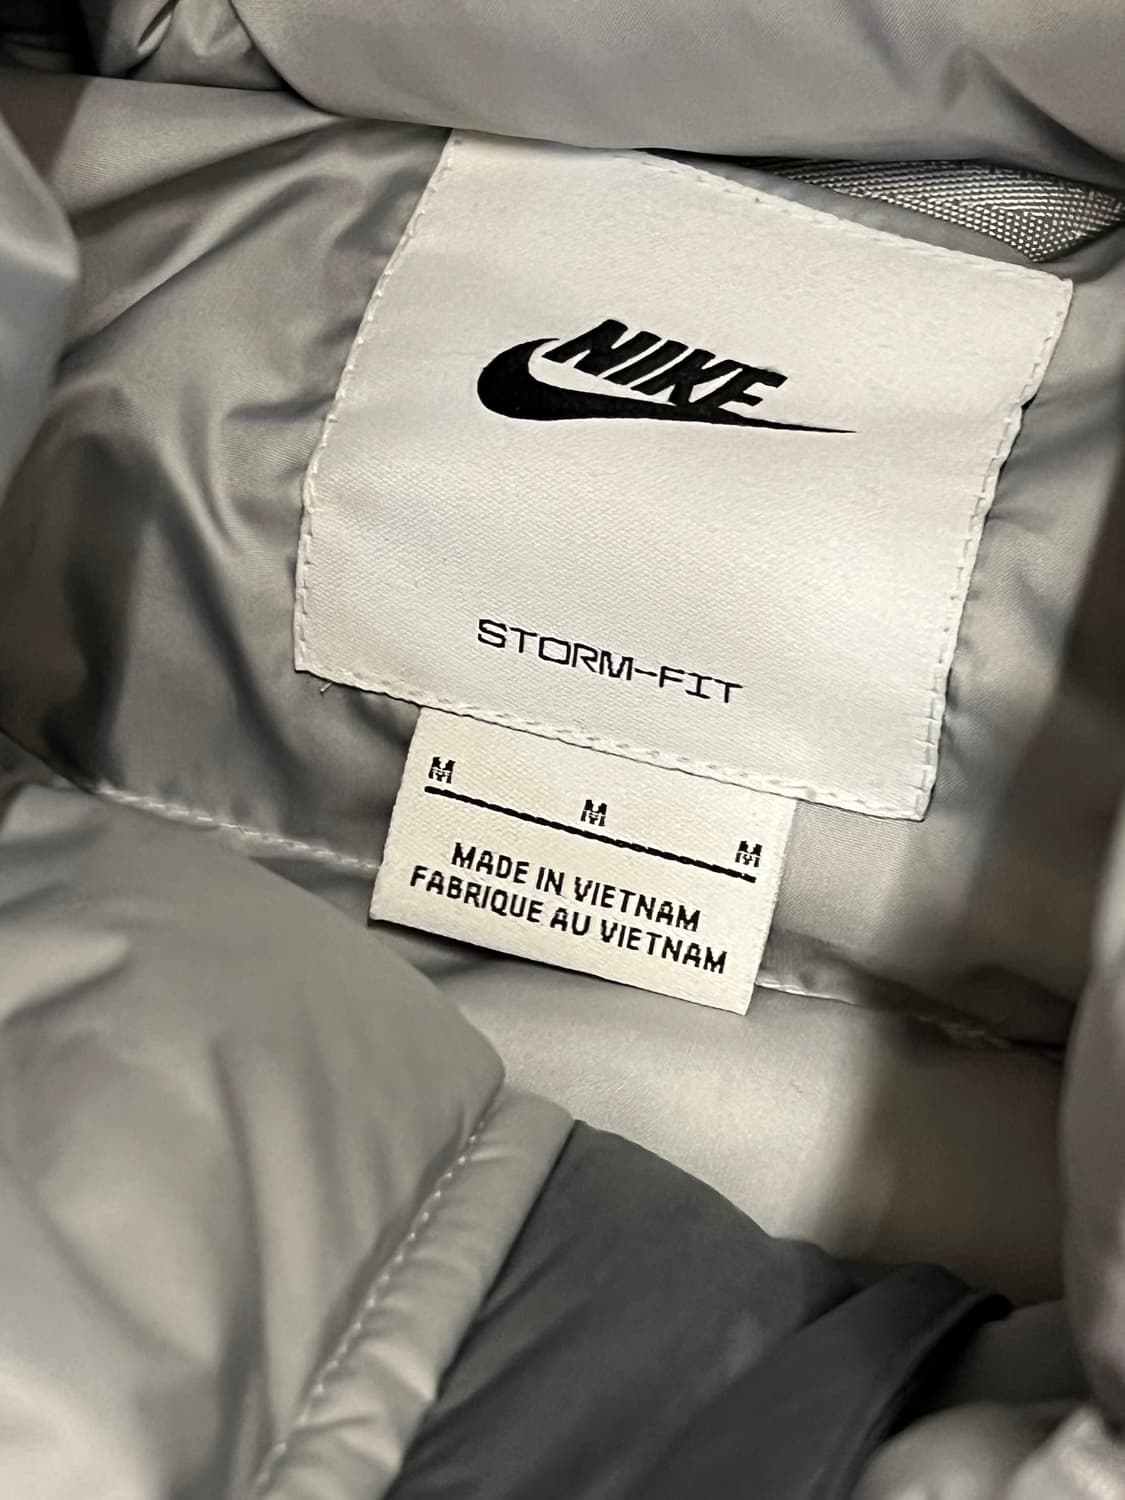 NIKE
STORM-FIT
M M M
MADE IN VIETNAM
FABRIQUE AU VIETNAM